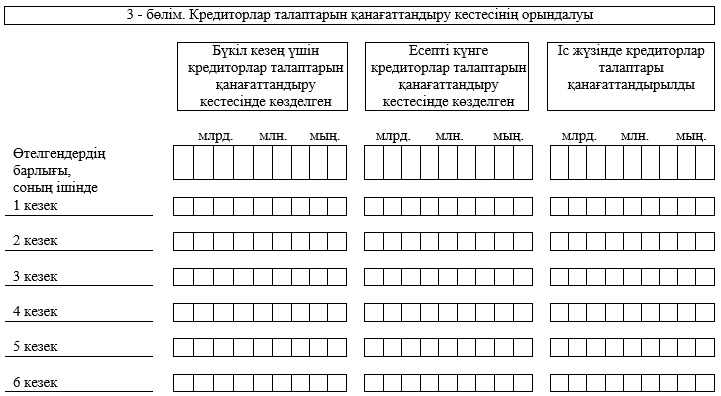 3 - бөлім. Кредиторлар талаптарын қанағаттандыру кестесінің орындалуы
Бүкіл кезең үшін
кредиторлар талаптарын
қанағаттандыру
кестесінде көзделген
Есепті күнге
кредиторлар талаптарын
қанағаттандыру
кестесінде көзделген
Іс жүзінде кредиторлар
талаптары
қанағаттандырылды
млрд. млн. мың. млрд. млн. мың. млрд. млн. мың.
Өтелгендердің
барлығы,
соның ішінде
1 кезек
2 кезек
3 кезек
4 кезек
5 кезек
6 кезек